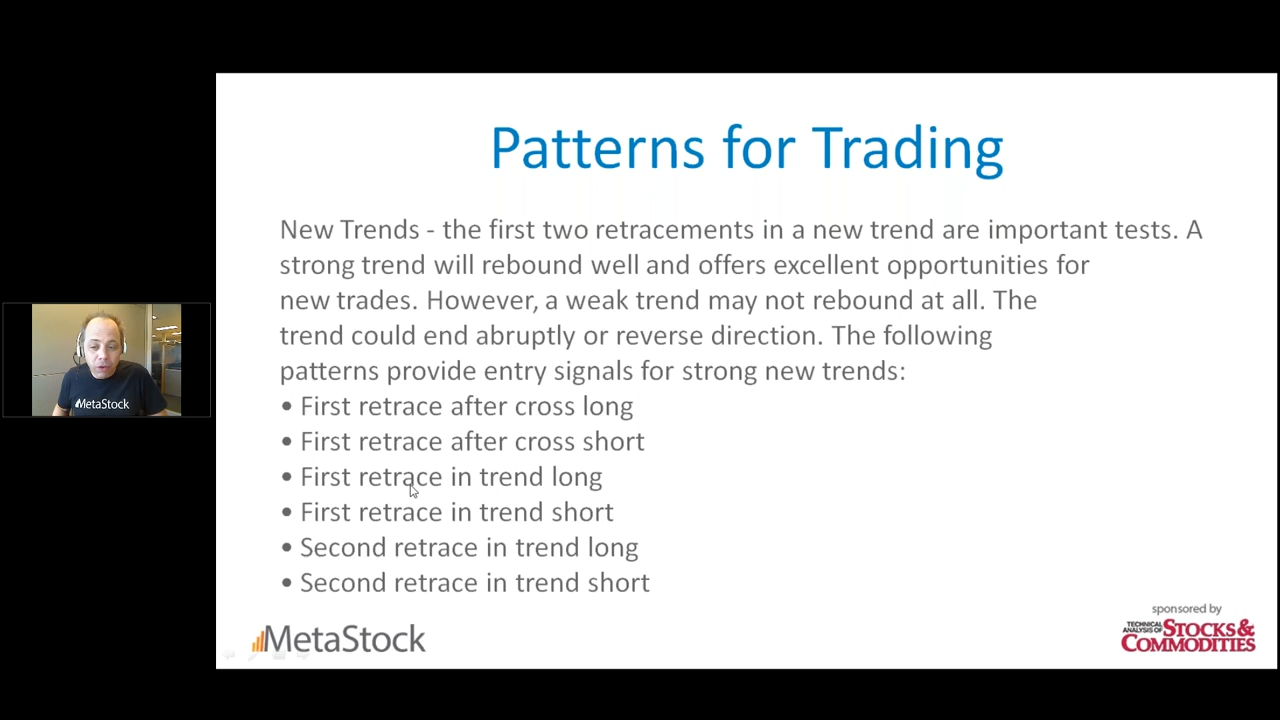 Patterns for Trading
New Trends - the first two retracements in a new trend are important tests. A
strong trend will rebound well and offers excellent opportunities for
new trades. However, a weak trend may not rebound at all. The
trend could end abruptly or reverse direction. The following
patterns provide entry signals for strong new trends:
• First retrace after cross long
• First retrace after cross short
• First retrace in trend long
• First retrace in trend short
• Second retrace in trend long
• Second retrace in trend short
MetaStock
MetaStock
sponsored by
TECHNICAL
ANALYSIS OF STOCKS &
COMMODITIES